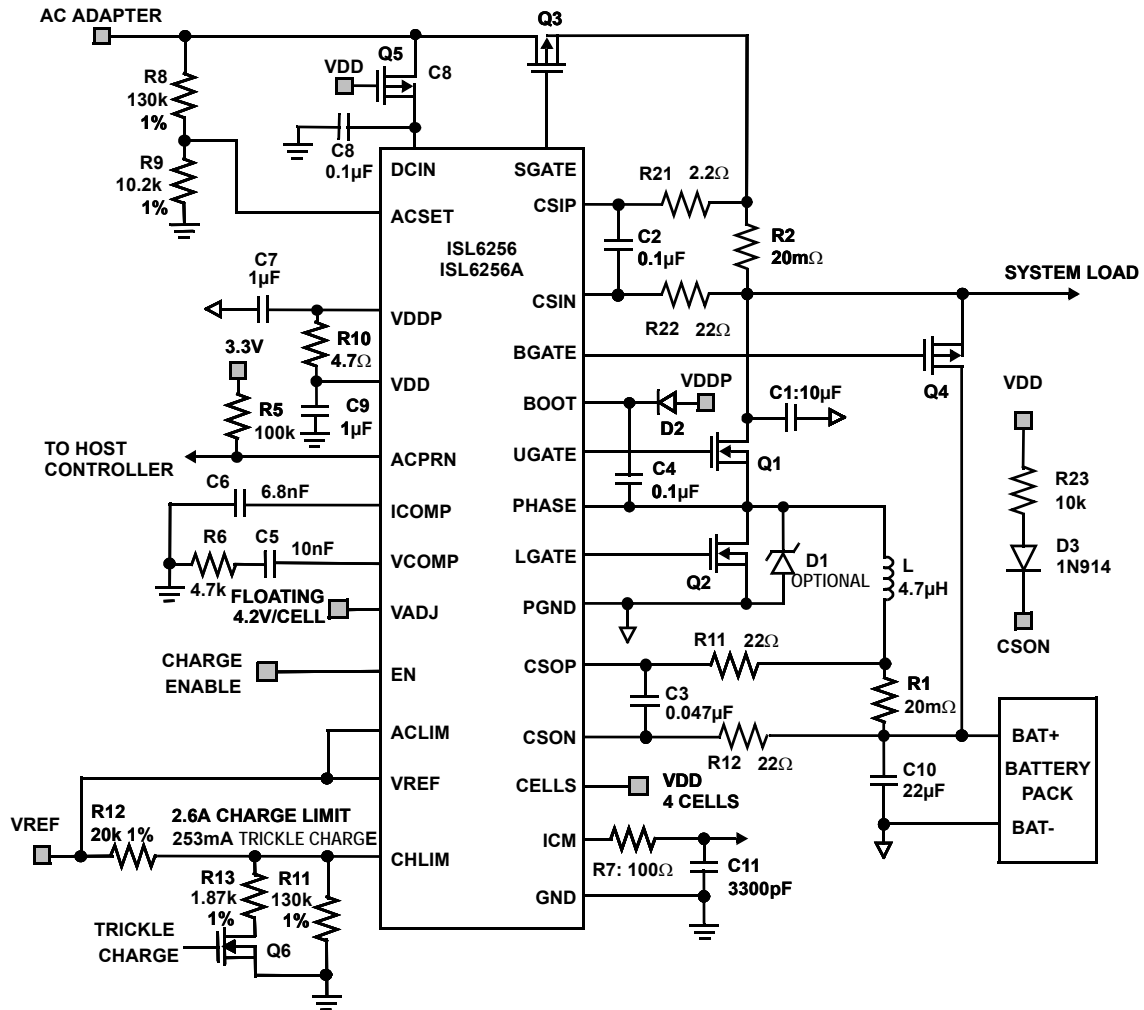 AC ADAPTER
Q3
Q5
VDD
C8
R8
130k
1%
C8
0.1µF
R9
10.2k
1%
DCIN
SGATE
R21 2.2Ω
CSIP
ACSET
ISL6256
ISL6256A
C2
0.1µF
R2
20mΩ
C7
1µF
SYSTEM LOAD
CSIN
VDDP
R22 22Ω
R10
4.7Ω
3.3V
BGATE
VDD
VDDP
C1:10µF
Q4
VDD
BOOT
D2
R5
100k
C9
1µF
TO HOST
CONTROLLER
ACPRN
UGATE
Q1
C4
0.1µF
R23
10k
C6
6.8nF
ICOMP
PHASE
R6
4.7k
C5
10nF
VCOMP
LGATE
Q2
D1
OPTIONAL
L
4.7µH
D3
1N914
FLOATING
4.2V/CELL
VADJ
PGND
CSON
CHARGE
ENABLE
EN
CSOP
R11 22Ω
C3
0.047µF
R1
20mΩ
ACLIM
CSON
R12 22Ω
BAT+
BATTERY
PACK
BAT-
VREF
CELLS
VDD
4 CELLS
C10
22µF
VREF
R12
20k 1%
2.6A CHARGE LIMIT
253mA TRICKLE CHARGE
CHLIM
ICM
R7: 100Ω
C11
3300pF
R13
1.87k
1%
R11
130k
1%
GND
TRICKLE
CHARGE
Q6